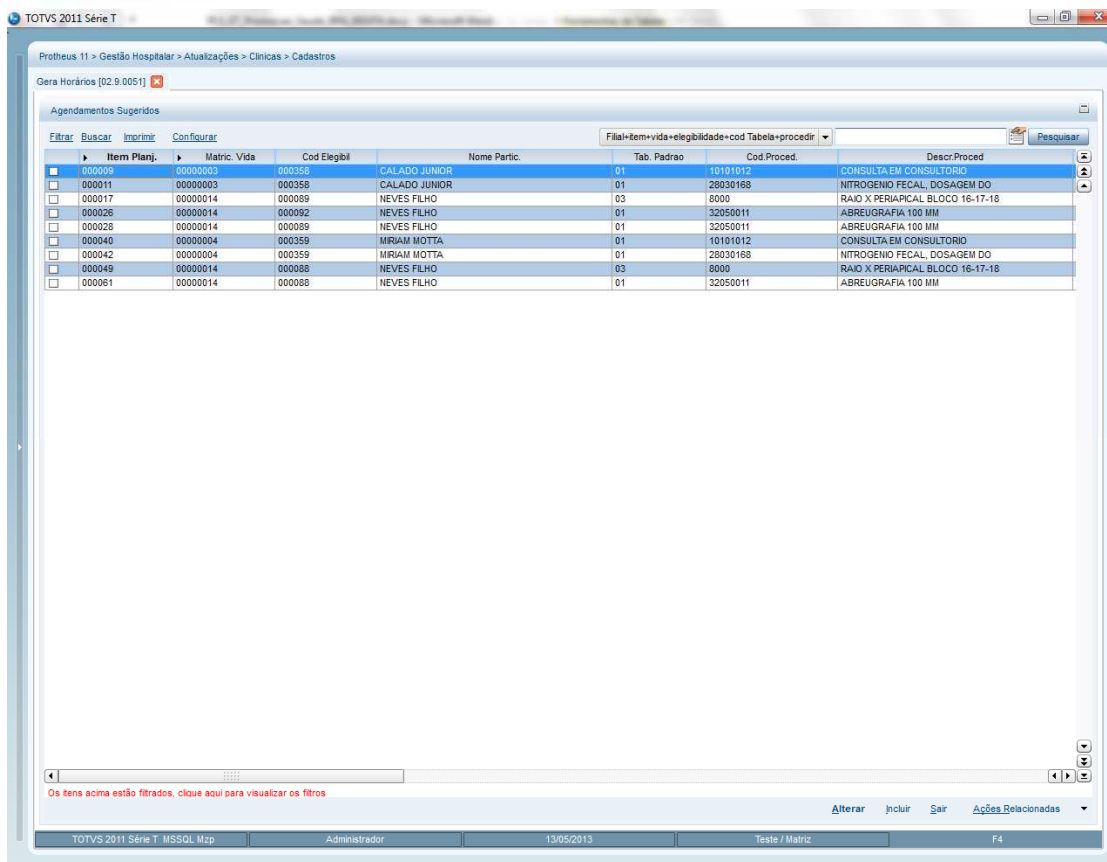 TOTVS 2011 Série T
Protheus 11 > Gestão Hospitalar > Atualizações > Clinicas > Cadastros
Gera Horários [02.9.0051]
Agendamentos Sugeridos
Filtrar Buscar Imprimir Configurar Filial+item+vida+elegibilidade+cod Tabela+procedir Pesquisar
Item Planj. Matric. Vida Cod Elegibil Nome Partic. Tab. Padrao Cod.Proced. Descr.Proced
000009 00000003 000358 CALADO JUNIOR 01 10101012 CONSULTA EM CONSULTORIO
000011 00000003 000358 CALADO JUNIOR 01 28030168 NITROGENIO FECAL, DOSAGEM DO
000017 00000014 000089 NEVES FILHO 03 8000 RAIO X PERIAPICAL BLOCO 16-17-18
000026 00000014 000092 NEVES FILHO 01 32050011 ABREUGRAFIA 100 MM
000028 00000014 000089 NEVES FILHO 01 32050011 ABREUGRAFIA 100 MM
000040 00000004 000359 MIRIAM MOTTA 01 10101012 CONSULTA EM CONSULTORIO
000042 00000004 000359 MIRIAM MOTTA 01 28030168 NITROGENIO FECAL, DOSAGEM DO
000049 00000014 000088 NEVES FILHO 03 8000 RAIO X PERIAPICAL BLOCO 16-17-18
000061 00000014 000088 NEVES FILHO 01 32050011 ABREUGRAFIA 100 MM
Os itens acima estão filtrados, clique aqui para visualizar os filtros
Alterar Incluir Sair Ações Relacionadas
TOTVS 2011 Série T MSSQL Mzp Administrador 13/05/2013 Teste / Matriz F4